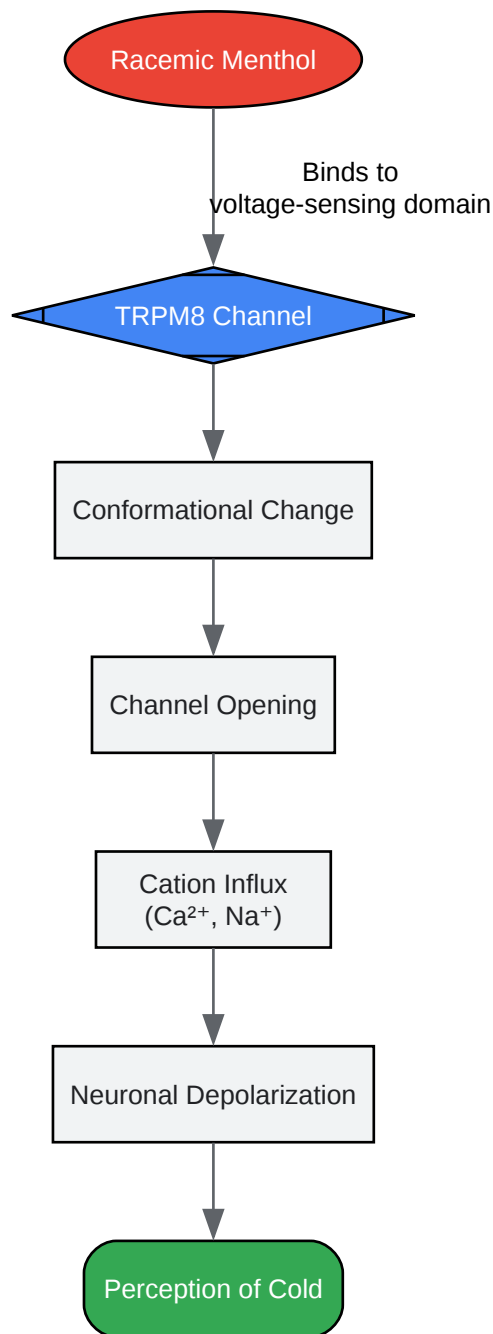 Racemic Menthol
Binds to
voltage-sensing domain
TRPM8 Channel
Conformational Change
Channel Opening
Cation Influx
(Ca²⁺, Na⁺)
Neuronal Depolarization
Perception of Cold